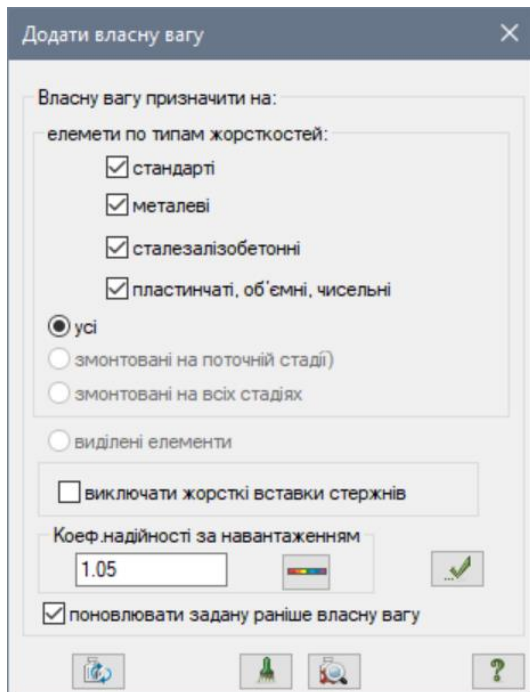 Додати власну вагу
Власну вагу призначити на:
елемети по типам жорсткостей:
стандарті
металеві
сталезалізобетонні
пластинчаті, об'ємні, чисельні
усі
змонтовані на поточній стадії)
змонтовані на всіх стадіях
виділені елементи
виключати жорсткі вставки стержнів
Коеф.надійності за навантаженням
1.05
поновлювати задану раніше власну вагу
?